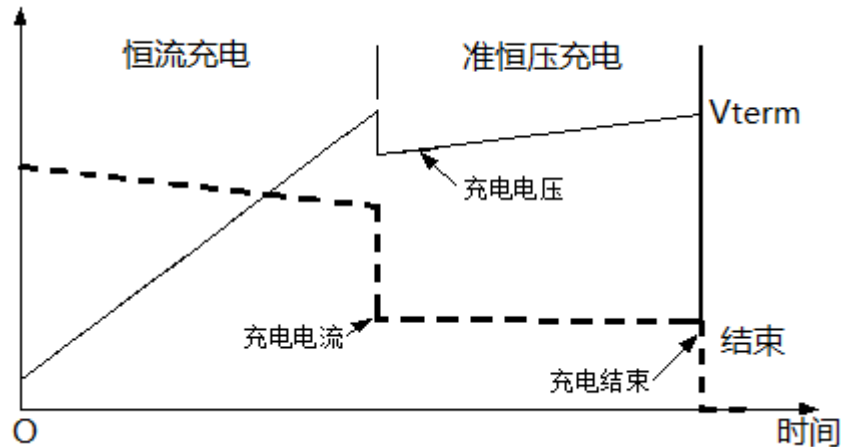 恒流充电
准恒压充电
Vterm
充电电压
充电电流
结束
充电结束
O
时间